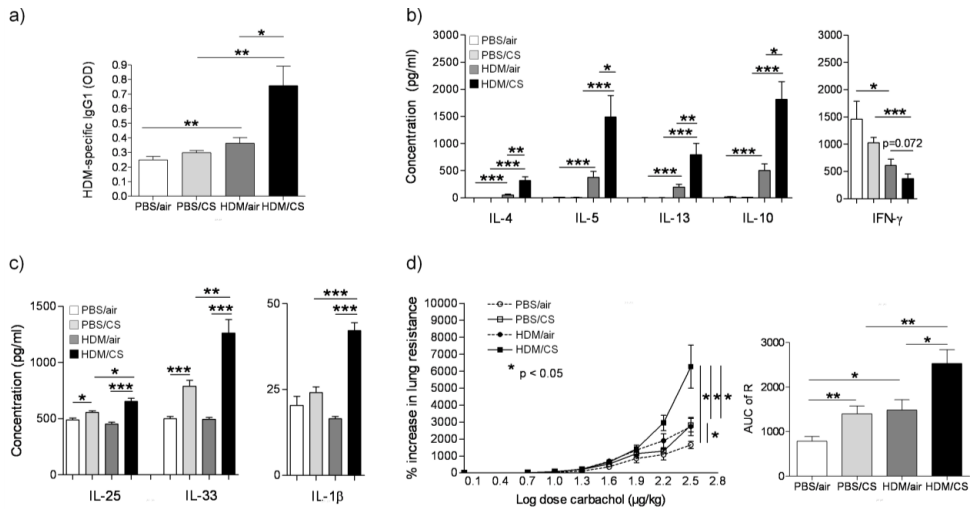 a)
HDM-specific IgG1 (OD)
0.9
0.8
0.7
0.6
0.5
0.4
0.3
0.2
0.1
0.0
*
**
**
PBS/air
PBS/CS
HDM/air
HDM/CS
b)
Concentration (pg/ml)
3000
2500
2000
1500
1000
500
0
PBS/air
PBS/CS
HDM/air
HDM/CS
**
***
***
*
***
***
**
***
***
*
***
***
IL-4
IL-5
IL-13
IL-10
3000
2500
2000
1500
1000
500
0
*
***
p=0.072
IFN-γ
c)
Concentration (pg/ml)
1500
1000
500
0
PBS/air
PBS/CS
HDM/air
HDM/CS
*
*
***
***
**
***
IL-25
IL-33
50
25
0
***
***
IL-1β
d)
% increase in lung resistance
10000
9000
8000
7000
6000
5000
4000
3000
2000
1000
0
PBS/air
PBS/CS
HDM/air
HDM/CS
* p < 0.05
* * *
*
0.1 0.4 0.7 1.0 1.3 1.6 1.9 2.2 2.5 2.8
Log dose carbachol (µg/kg)
AUC of R
3000
2000
1000
0
**
*
*
**
PBS/air
PBS/CS
HDM/air
HDM/CS